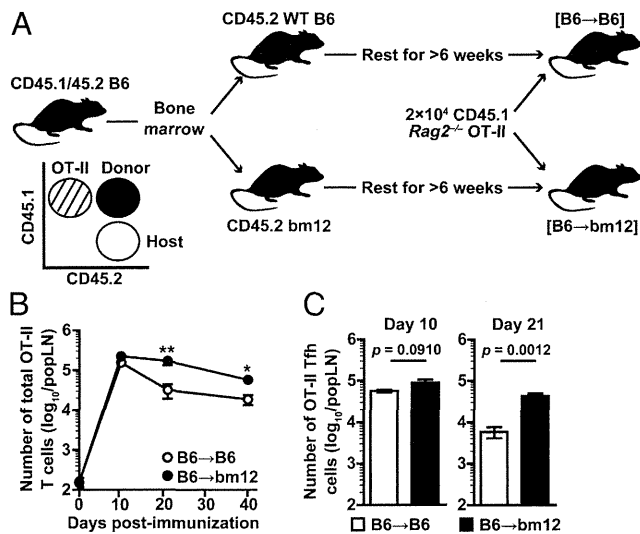 A
CD45.2 WT B6
[B6→B6]
Rest for >6 weeks
CD45.1/45.2 B6
Bone
marrow
2×10⁴ CD45.1
Rag2⁻/⁻ OT-II
OT-II Donor
Host
CD45.1
CD45.2
Rest for >6 weeks
CD45.2 bm12
[B6→bm12]
B
Number of total OT-II
T cells (log₁₀/popLN)
6
5
4
3
2
**
*
B6→B6
B6→bm12
0 10 20 30 40
Days post-immunization
C
Day 10
Day 21
p = 0.0910
p = 0.0012
Number of OT-II Tfh
cells (log₁₀/popLN)
6
5
4
3
2
6
5
4
3
2
B6→B6 B6→bm12